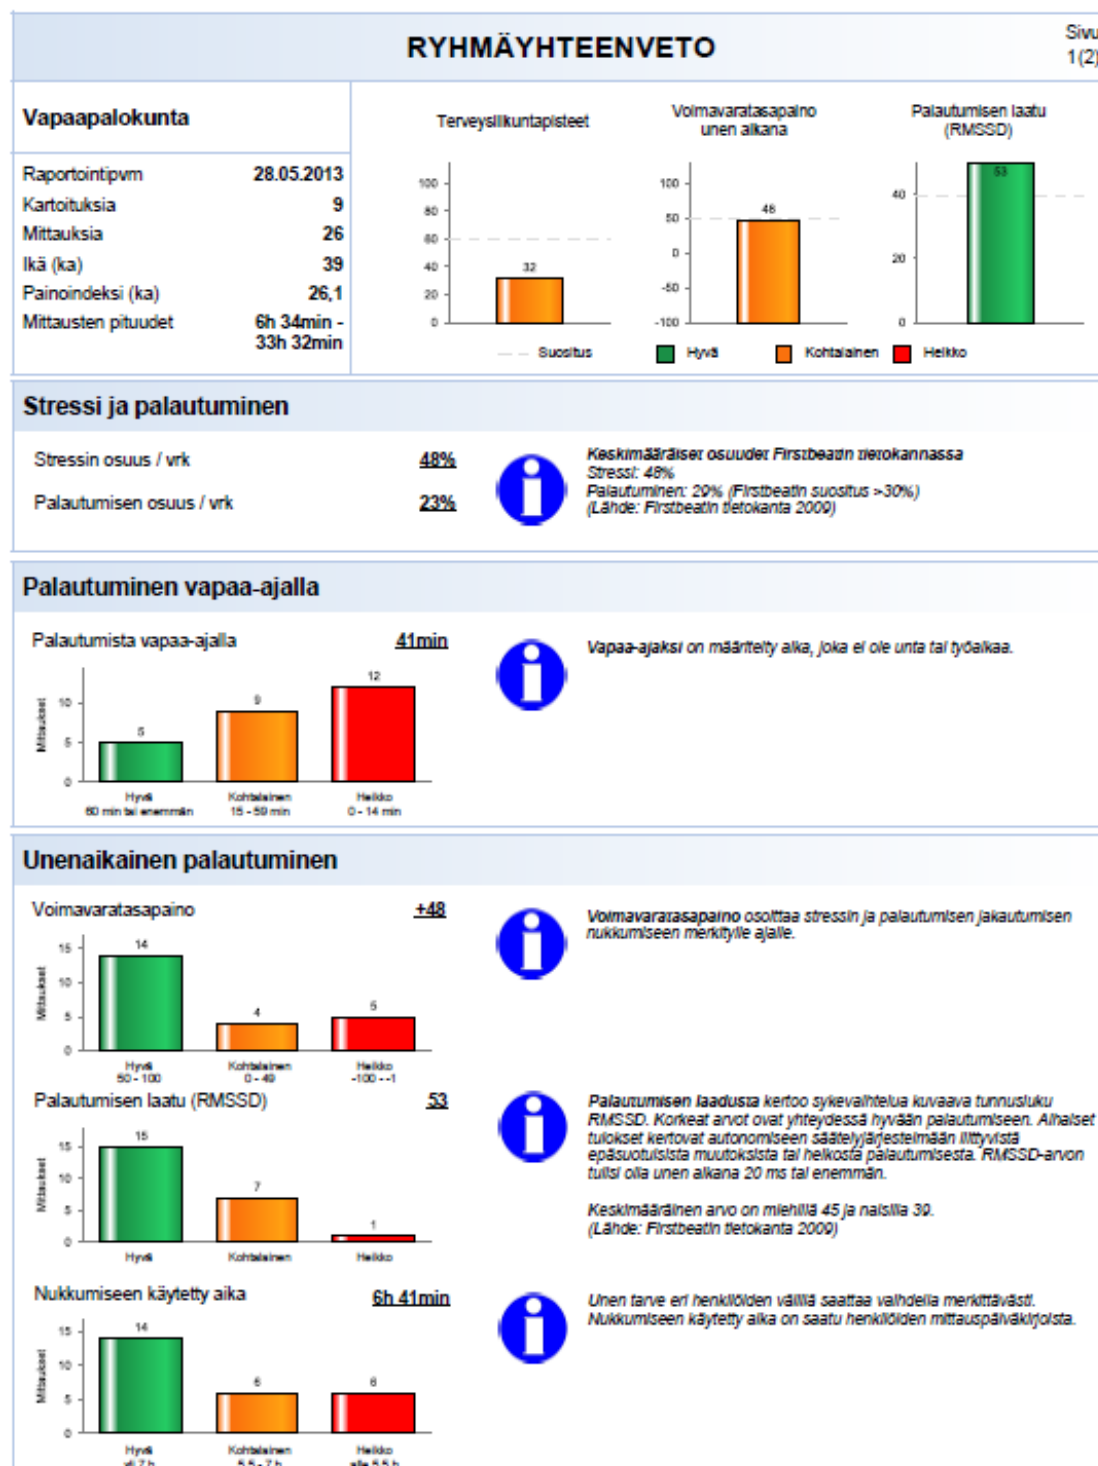 RYHMÄYHTEENVETO
Sivu
1(2)
Vapaapalokunta
Raportointipvm 28.05.2013
Kartoituksia 9
Mittauksia 26
Ikä (ka) 39
Painoindeksi (ka) 26,1
Mittausten pituudet 6h 34min -
33h 32min
Terveysliikuntapisteet
100
80
60
40
20
0
32
Voimavaratasapaino
unen aikana
100
50
0
-50
-100
48
Palautumisen laatu
(RMSSD)
40
20
0
53
Suositus Hyvä Kohtalainen Heikko
Stressi ja palautuminen
Stressin osuus / vrk 48%
Palautumisen osuus / vrk 23%
Keskimääräiset osuudet Firstbeatin tietokannassa
Stressi: 48%
Palautuminen: 29% (Firstbeatin suositus >30%)
(Lähde: Firstbeatin tietokanta 2009)
Palautuminen vapaa-ajalla
Palautumista vapaa-ajalla 41min
Mittaukset
10
5
0
5
9
12
Hyvä Kohtalainen Heikko
60 min tai enemmän 15 - 59 min 0 - 14 min
Vapaa-ajaksi on määritelty aika, joka ei ole unta tai työaikaa.
Unenaikainen palautuminen
Voimavaratasapaino +48
Mittaukset
15
10
5
0
14
4
5
Hyvä Kohtalainen Heikko
50 - 100 0 - 49 -100 - -1
Voimavaratasapaino osoittaa stressin ja palautumisen jakautumisen
nukkumiseen merkitylle ajalle.
Palautumisen laatu (RMSSD) 53
Mittaukset
15
10
5
0
15
7
1
Hyvä Kohtalainen Heikko
Palautumisen laadusta kertoo sykevaihtelua kuvaava tunnusluku
RMSSD. Korkeat arvot ovat yhteydessä hyvään palautumiseen. Alhaiset
tulokset kertovat autonomiseen säätelyjärjestelmään liittyvistä
epäsuotuisista muutoksista tai heikosta palautumisesta. RMSSD-arvon
tulisi olla unen aikana 20 ms tai enemmän.
Keskimääräinen arvo on miehillä 45 ja naisilla 39.
(Lähde: Firstbeatin tietokanta 2009)
Nukkumiseen käytetty aika 6h 41min
Mittaukset
15
10
5
0
14
6
6
Hyvä Kohtalainen Heikko
yli 7 h 5,5 - 7 h alle 5,5 h
Unen tarve eri henkilöiden välillä saattaa vaihdella merkittävästi.
Nukkumiseen käytetty aika on saatu henkilöiden mittauspäiväkirjoista.